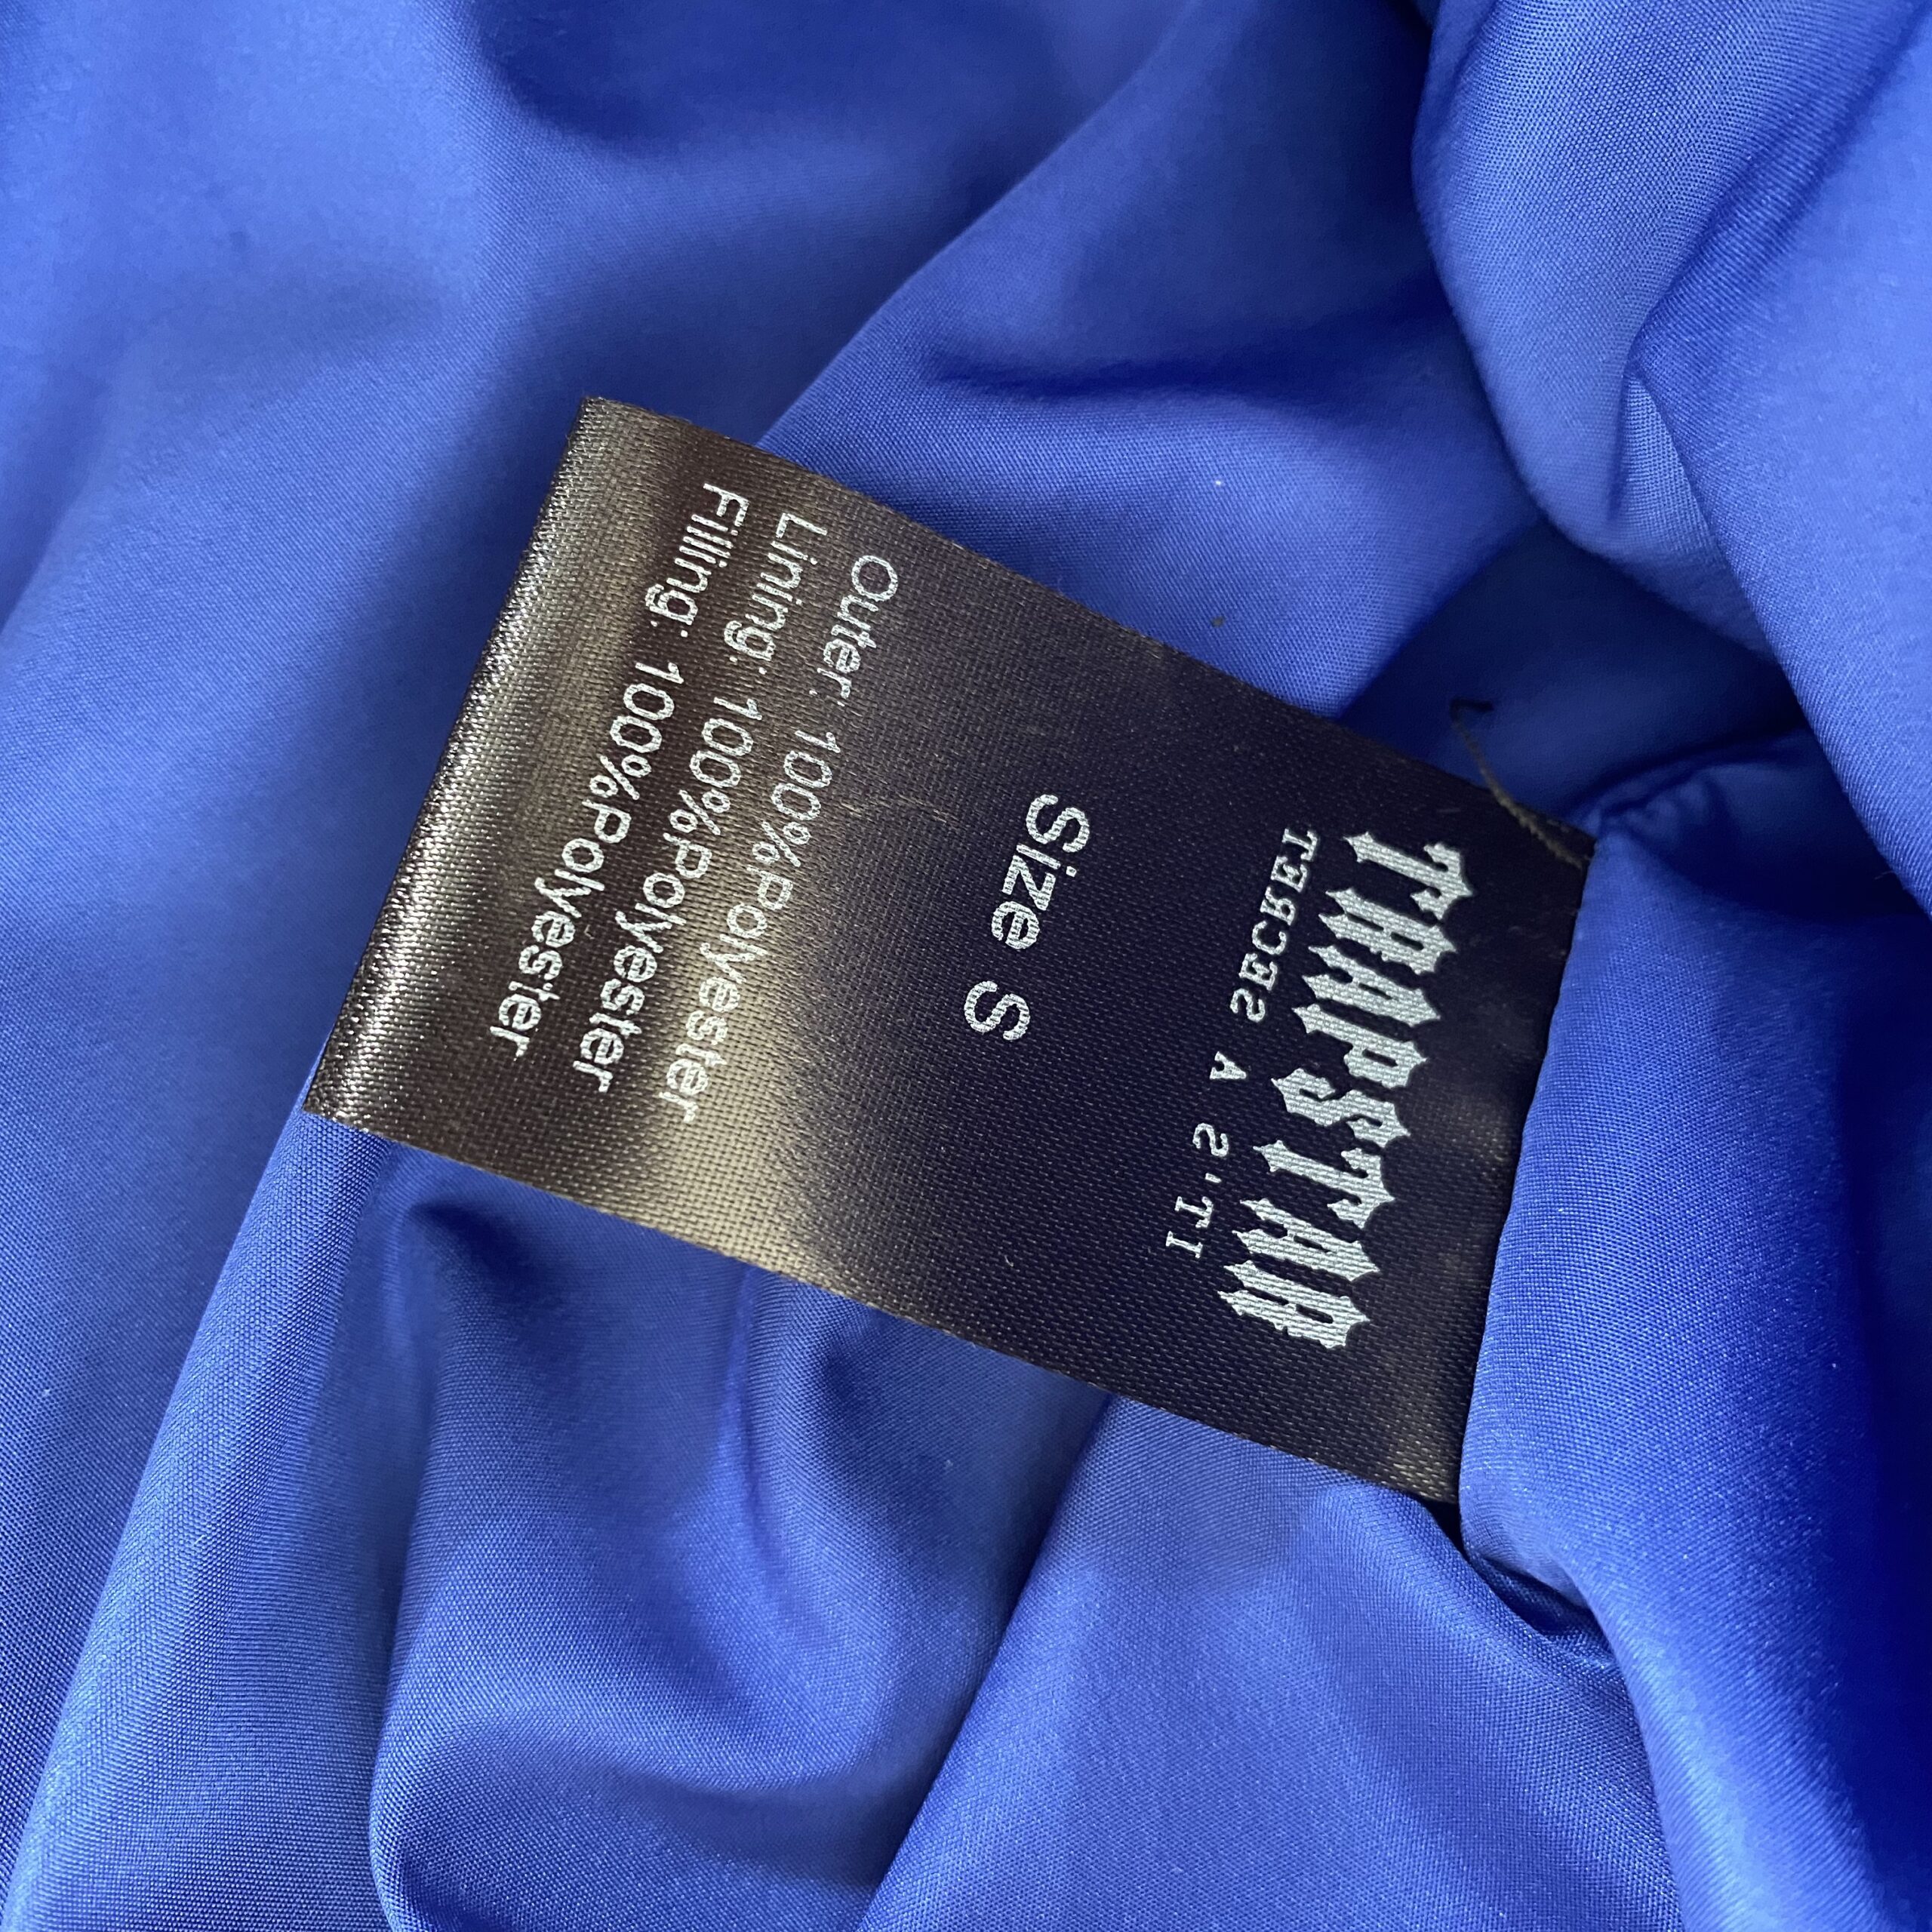 TRAPSTAR
IT'S A SECRET
Size S
Outer: 100%Polyester
Lining: 100%Polyester
Filling: 100%Polyester